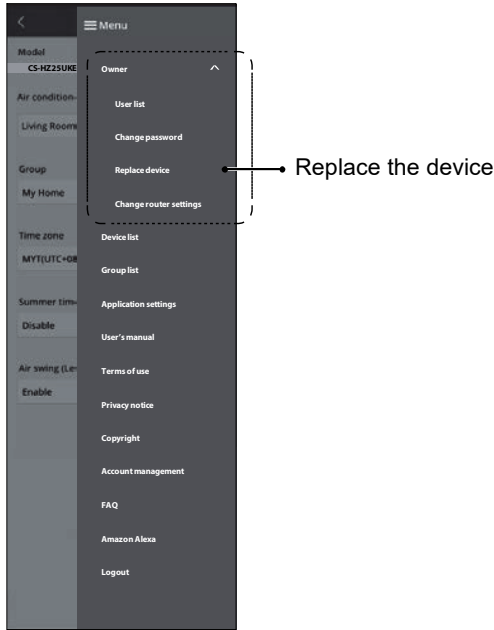 Menu
Model
CS-HZ25UKE
Owner
User list
Air condition-
Living Room
Change password
Group
Replace device
Replace the device
My Home
Change router settings
Time zone
Device list
MYT(UTC+08
Group list
Summer tim
Application settings
Disable
User's manual
Air swing (Le
Terms of use
Enable
Privacy notice
Copyright
Account management
FAQ
Amazon Alexa
Logout